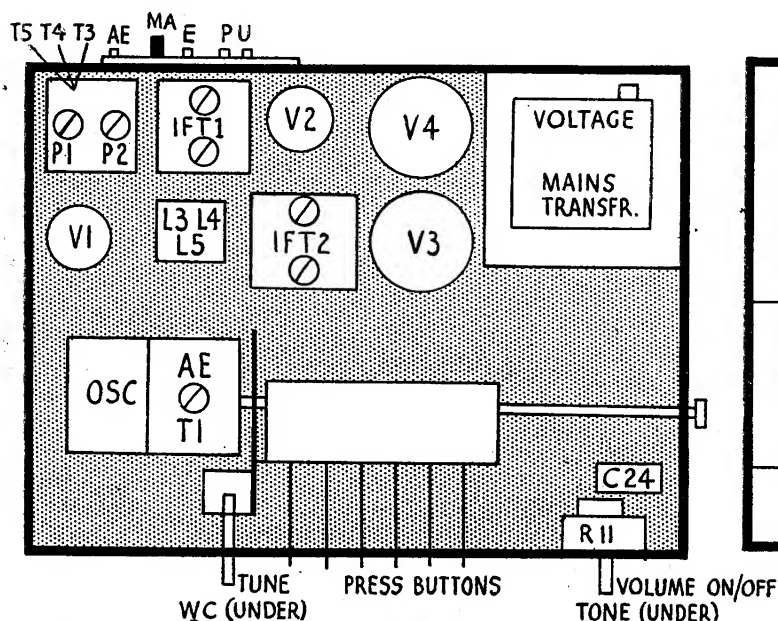 T5 T4 T3 AE MA E P U
P1 P2
IFT1
V2
V4
VOLTAGE
MAINS
TRANSFR.
V1
L3 L4
L5
IFT2
V3
OSC
AE
T1
C24
R11
TUNE
WC (UNDER)
PRESS BUTTONS
VOLUME ON/OFF
TONE (UNDER)